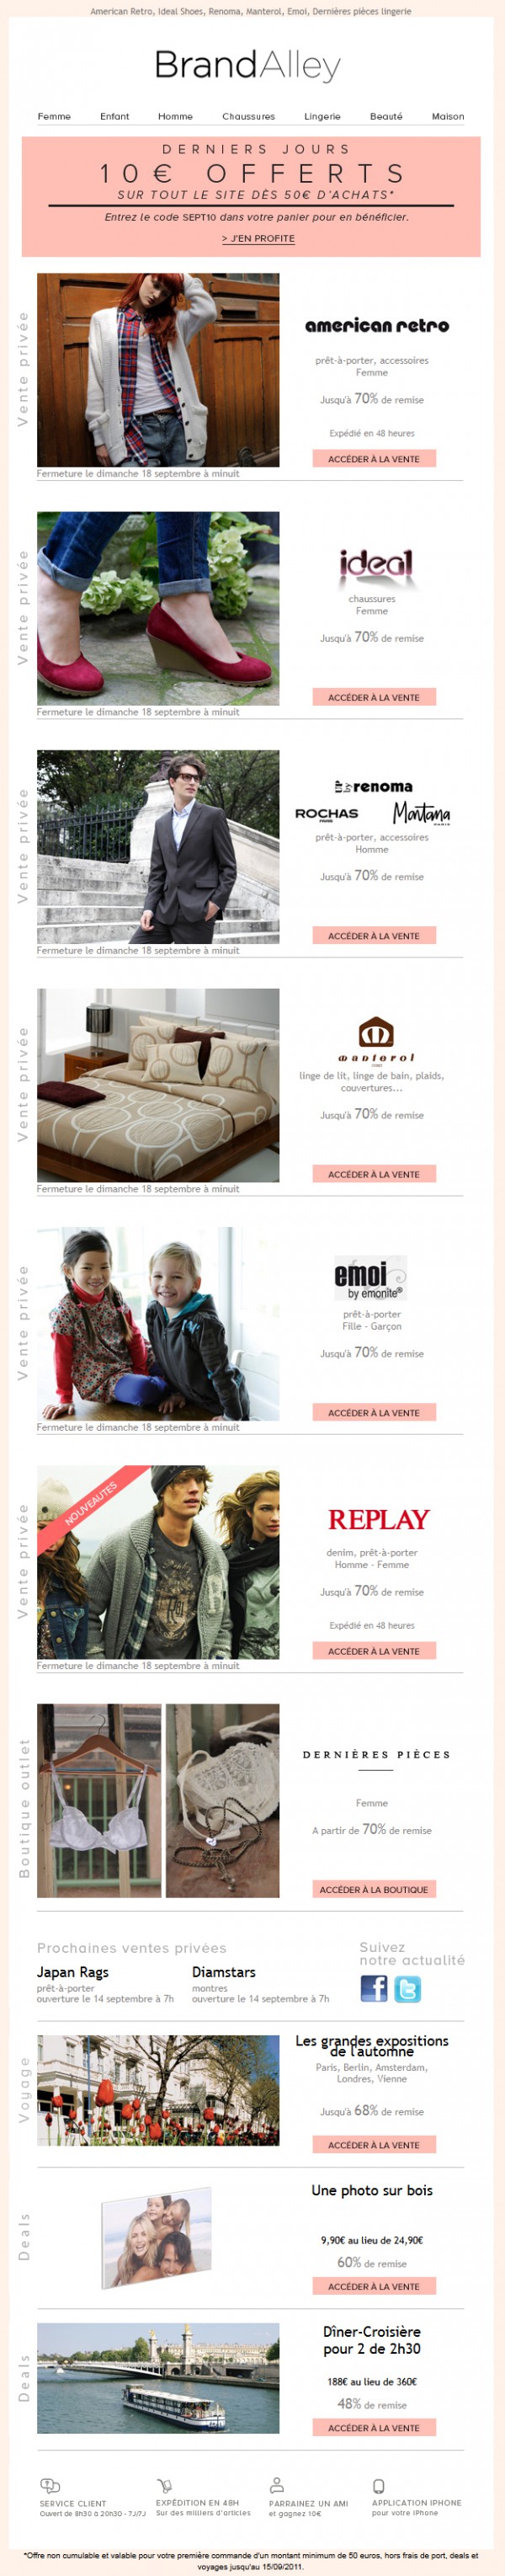 American Retro, Ideal Shoes, Renoma, Manterol, Emoi, Dernières pièces lingerie
BrandAlley
Femme Enfant Homme Chaussures Lingerie Beauté Maison
DERNIERS JOURS
10€ OFFERTS
SUR TOUT LE SITE DÈS 50€ D'ACHATS*
Entrez le code SEPT10 dans votre panier pour en bénéficier.
> J'EN PROFITE
Vente privée
american retro
prêt-à-porter, accessoires
Femme
Jusqu'à 70% de remise
Expédié en 48 heures
ACCÉDER À LA VENTE
Fermeture le dimanche 18 septembre à minuit
Vente privée
ideal
chaussures
Femme
Jusqu'à 70% de remise
ACCÉDER À LA VENTE
Fermeture le dimanche 18 septembre à minuit
Vente privée
renoma
ROCHAS Montana
PARIS PARIS
prêt-à-porter, accessoires
Homme
Jusqu'à 70% de remise
ACCÉDER À LA VENTE
Fermeture le dimanche 18 septembre à minuit
Vente privée
manterol
linge de lit, linge de bain, plaids,
couvertures...
Jusqu'à 70% de remise
ACCÉDER À LA VENTE
Fermeture le dimanche 18 septembre à minuit
Vente privée
emoi
by emonite®
prêt-à-porter
Fille - Garçon
Jusqu'à 70% de remise
ACCÉDER À LA VENTE
Fermeture le dimanche 18 septembre à minuit
Vente privée
NOUVEAUTES
REPLAY
denim, prêt-à-porter
Homme - Femme
Jusqu'à 70% de remise
Expédié en 48 heures
ACCÉDER À LA VENTE
Fermeture le dimanche 18 septembre à minuit
Boutique outlet
DERNIÈRES PIÈCES
Femme
A partir de 70% de remise
ACCÉDER À LA BOUTIQUE
Prochaines ventes privées
Japan Rags
prêt-à-porter
ouverture le 14 septembre à 7h
Diamstars
montres
ouverture le 14 septembre à 7h
Suivez
notre actualité
Voyage
Les grandes expositions
de l'automne
Paris, Berlin, Amsterdam,
Londres, Vienne
Jusqu'à 68% de remise
ACCÉDER À LA VENTE
Deals
Une photo sur bois
9,90€ au lieu de 24,90€
60% de remise
ACCÉDER À LA VENTE
Deals
Dîner-Croisière
pour 2 de 2h30
188€ au lieu de 360€
48% de remise
ACCÉDER À LA VENTE
SERVICE CLIENT
Ouvert de 8h30 à 20h30 - 7J/7J
EXPÉDITION EN 48H
Sur des milliers d'articles
PARRAINEZ UN AMI
et gagnez 10€
APPLICATION IPHONE
pour votre iPhone
*Offre non cumulable et valable pour votre première commande d'un montant minimum de 50 euros, hors frais de port, deals et
voyages jusqu'au 15/09/2011.